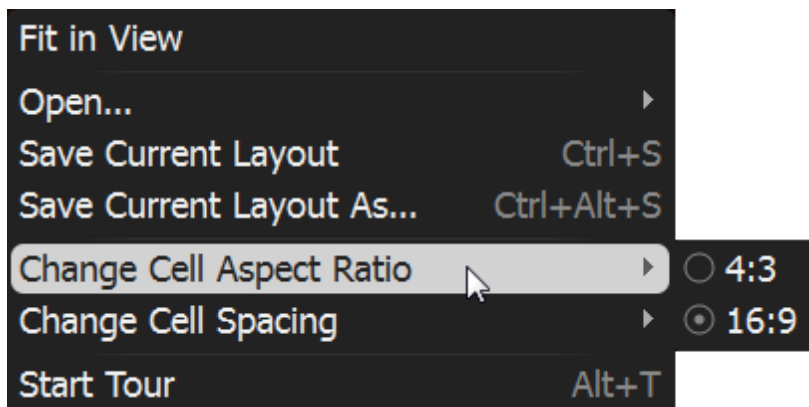 Fit in View
Open...
Save Current Layout Ctrl+S
Save Current Layout As... Ctrl+Alt+S
Change Cell Aspect Ratio 4:3
Change Cell Spacing 16:9
Start Tour Alt+T